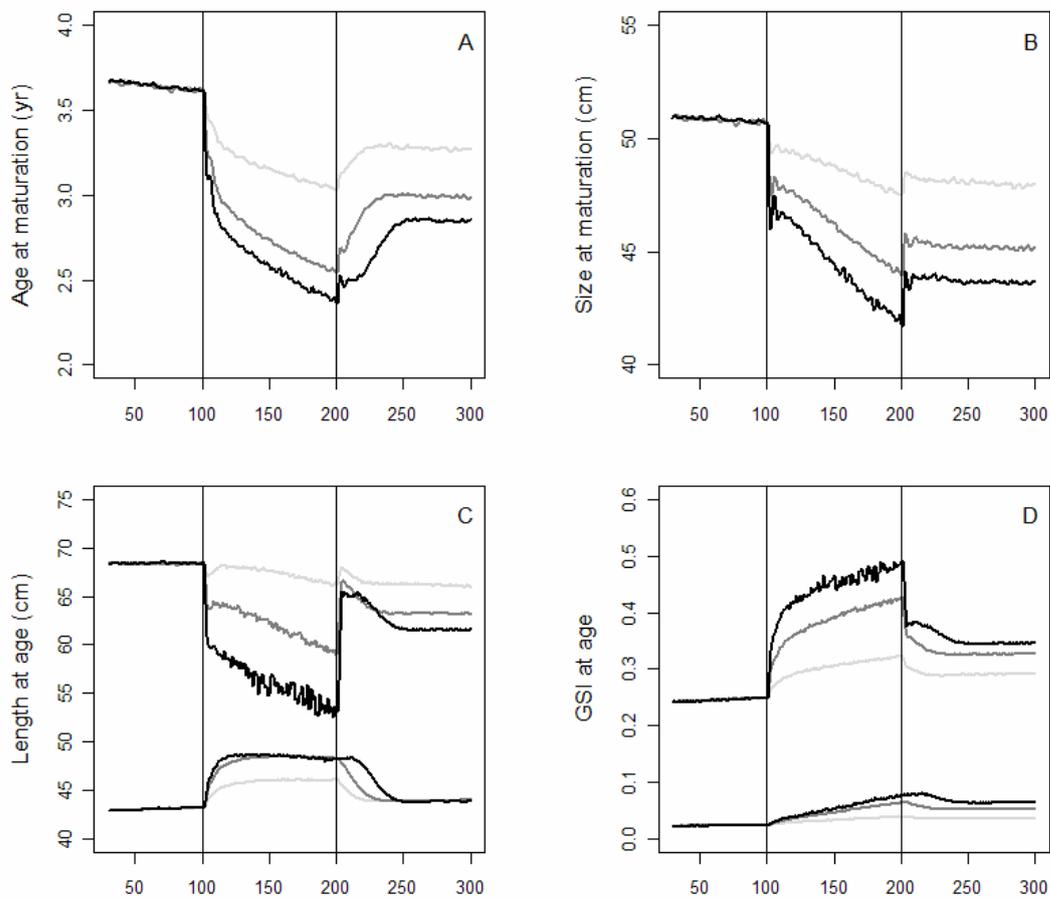 A
Age at maturation (yr)
4.0
3.5
3.0
2.5
2.0
50 100 150 200 250 300
B
Size at maturation (cm)
55
50
45
40
50 100 150 200 250 300
C
Length at age (cm)
75
70
65
60
55
50
45
40
50 100 150 200 250 300
D
GSI at age
0.6
0.5
0.4
0.3
0.2
0.1
0.0
50 100 150 200 250 300